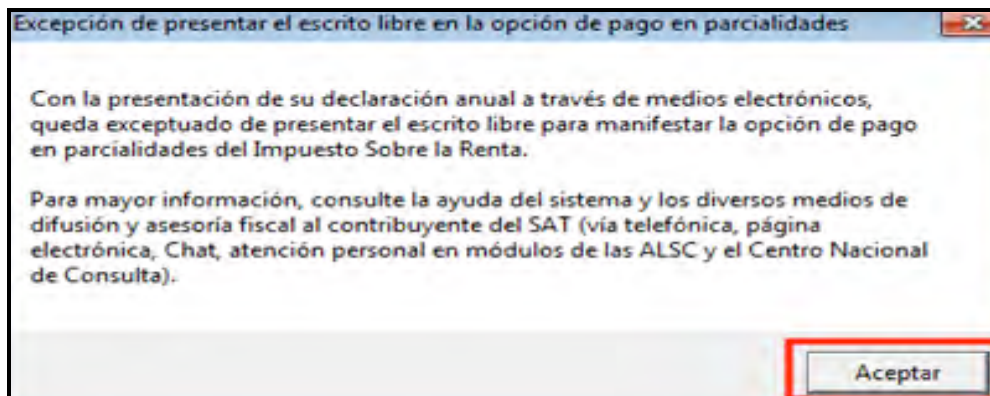 Excepción de presentar el escrito libre en la opción de pago en parcialidades
Con la presentación de su declaración anual a través de medios electrónicos,
queda exceptuado de presentar el escrito libre para manifestar la opción de pago
en parcialidades del Impuesto Sobre la Renta.
Para mayor información, consulte la ayuda del sistema y los diversos medios de
difusión y asesoría fiscal al contribuyente del SAT (vía telefónica, página
electrónica, Chat, atención personal en módulos de las ALSC y el Centro Nacional
de Consulta).
Aceptar